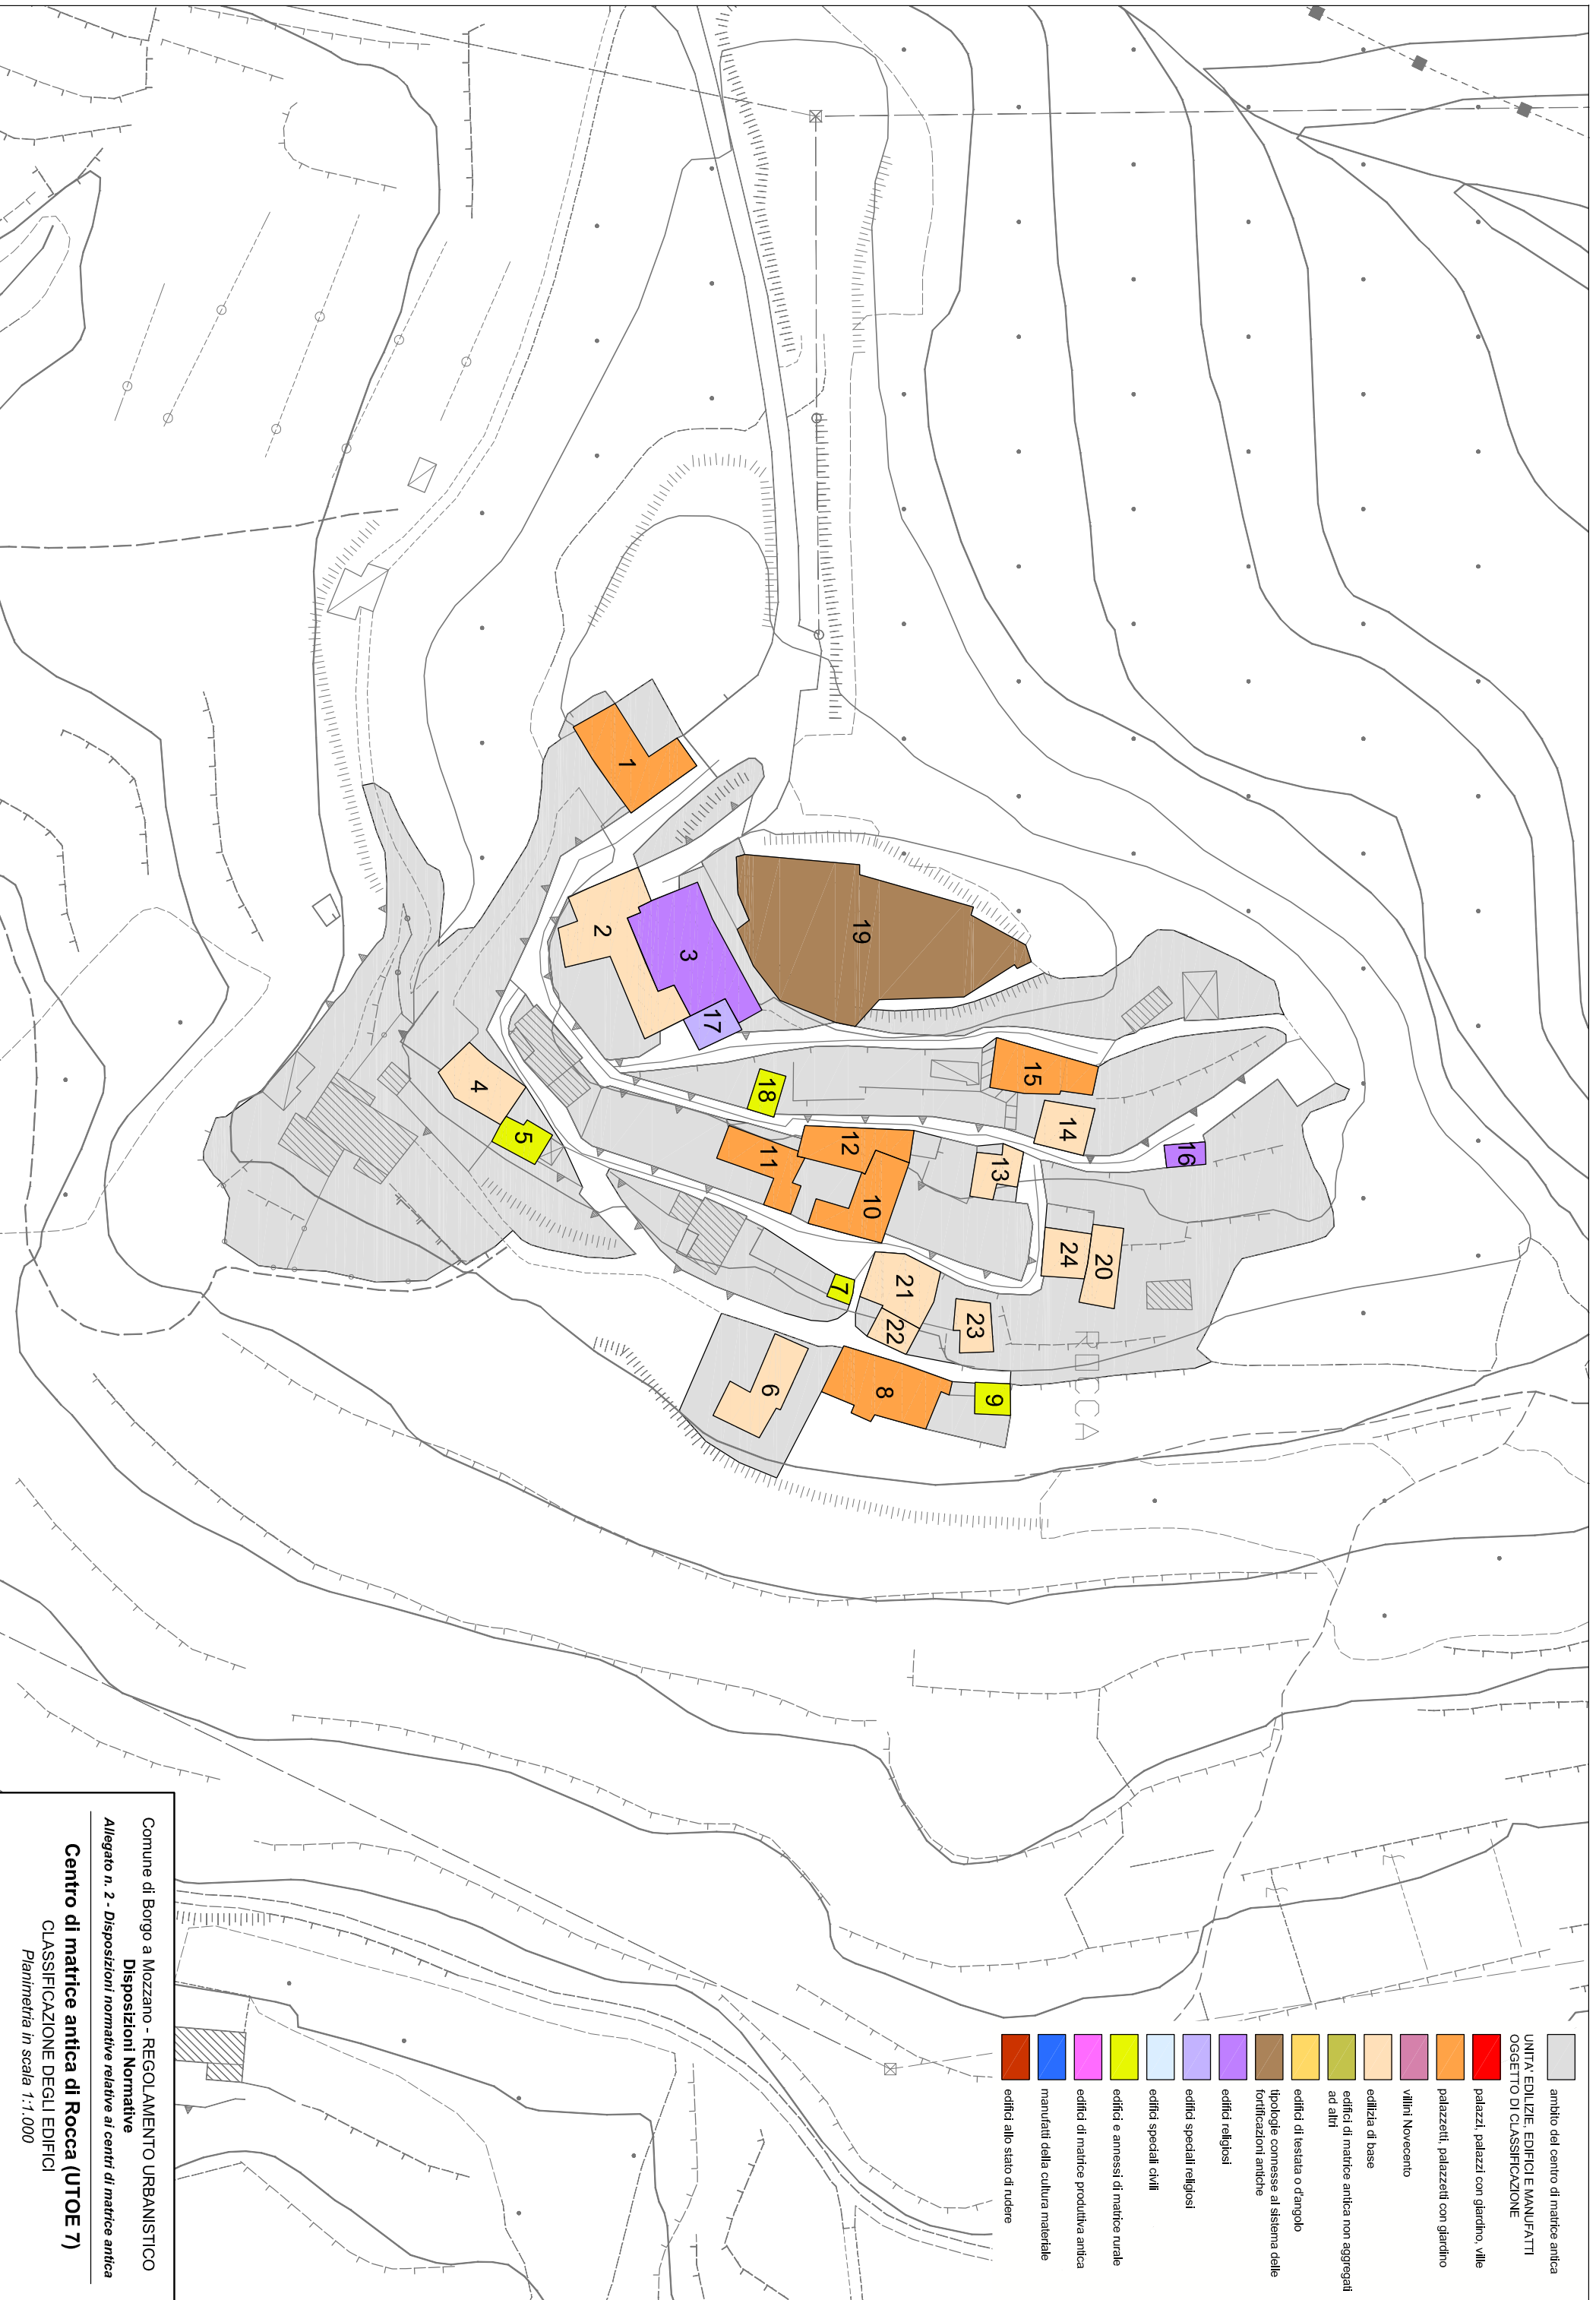 1
2
3
17
19
4
5
18
15
14
16
12
11
10
13
24
20
7
21
22
23
6
8
9
ROCCA
ambito del centro di matrice antica
UNITA' EDILIZIE, EDIFICI E MANUFATTI
OGGETTO DI CLASSIFICAZIONE
palazzi, palazzi con giardino, ville
palazzetti, palazzetti con giardino
villini Novecento
edilizia di base
edifici di matrice antica non aggregati
ad altri
edifici di testata o d'angolo
tipologie connesse al sistema delle
fortificazioni antiche
edifici religiosi
edifici speciali religiosi
edifici speciali civili
edifici e annessi di matrice rurale
edifici di matrice produttiva antica
manufatti della cultura materiale
edifici allo stato di rudere
Comune di Borgo a Mozzano - REGOLAMENTO URBANISTICO
Disposizioni Normative
Allegato n. 2 - Disposizioni normative relative ai centri di matrice antica
Centro di matrice antica di Rocca (UTOE 7)
CLASSIFICAZIONE DEGLI EDIFICI
Planimetria in scala 1:1.000